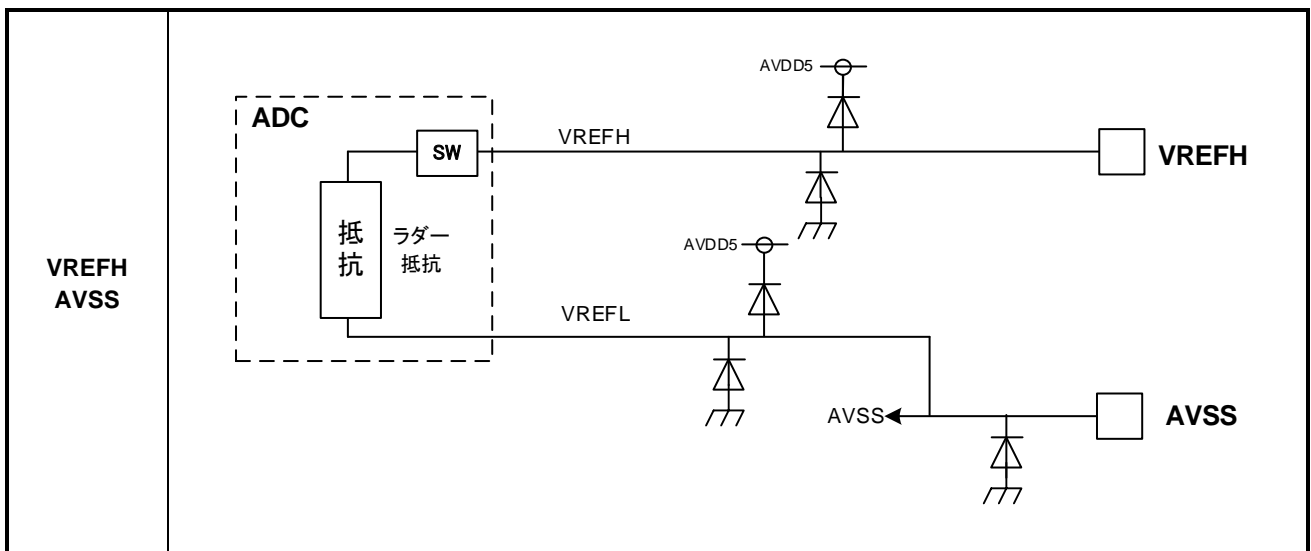 VREFH
AVSS
ADC
SW
抵
抗
ラダー
抵抗
VREFH
AVDD5
VREFH
AVDD5
VREFL
AVSS
AVSS